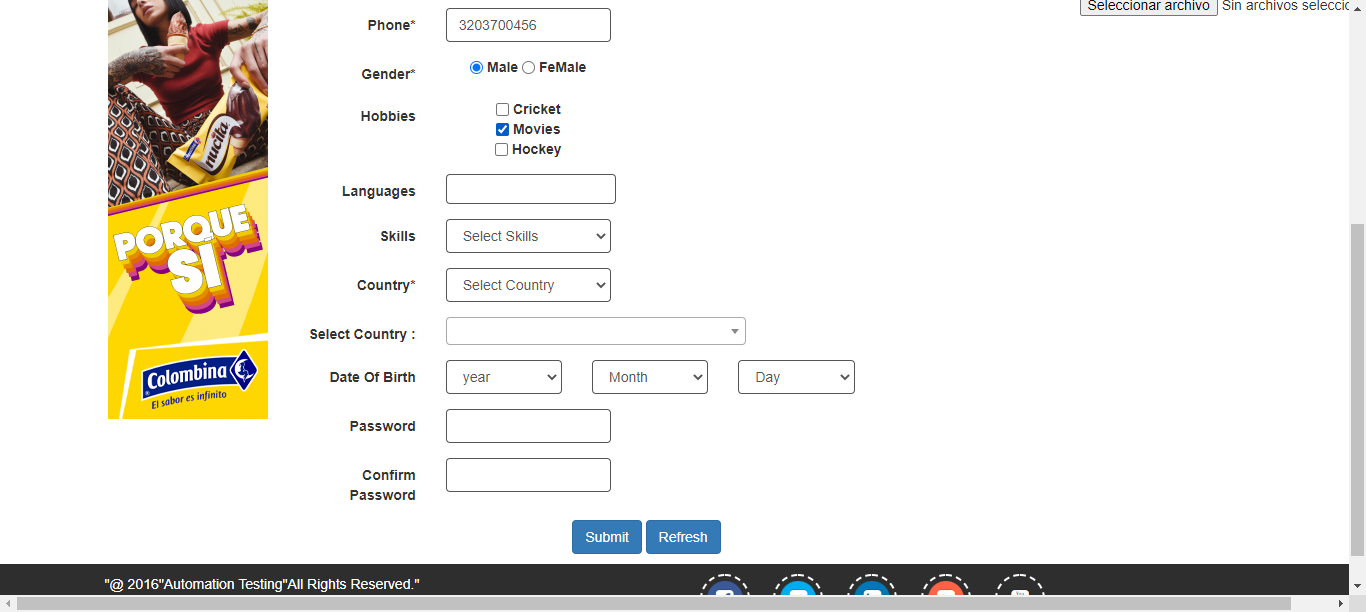 Seleccionar archivo Sin archivos selecci
Phone* 3203700456
Gender* Male FeMale
Hobbies Cricket
Movies
Hockey
Languages
Skills Select Skills
Country* Select Country
Select Country :
Date Of Birth year Month Day
Password
Confirm
Password
Submit Refresh
nucita
PORQUE
SÍ
Colombina
El sabor es infinito
"@ 2016"Automation Testing"All Rights Reserved."